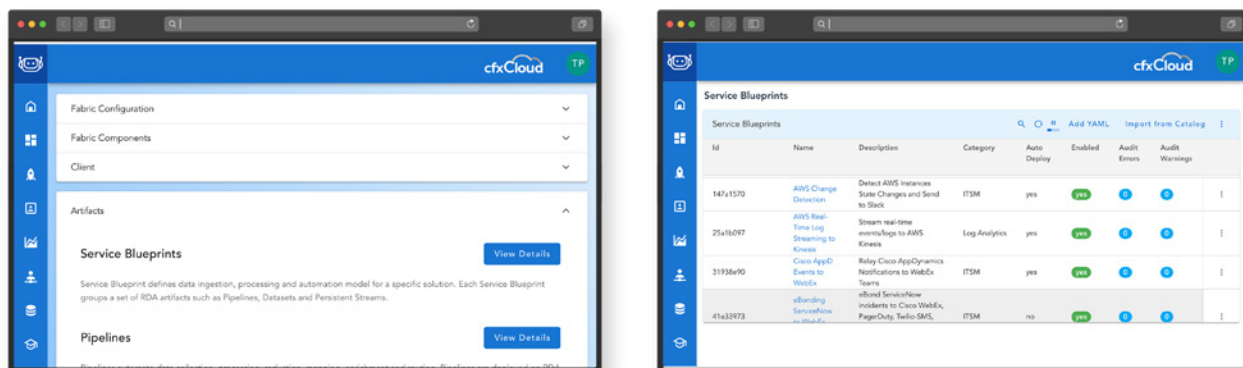 cfxCloud
TP
Fabric Configuration
Fabric Components
Client
Artifacts
Service Blueprints
View Details
Service Blueprint defines data ingestion, processing and automation model for a specific solution. Each Service Blueprint
groups a set of RDA artifacts such as Pipelines, Datasets and Persistent Streams.
Pipelines
View Details
cfxCloud
TP
Service Blueprints
Service Blueprints
Add YAML
Import from Catalog
Id
Name
Description
Category
Auto
Deploy
Enabled
Audit
Errors
Audit
Warnings
147a1570
AWS Change
Detection
Detect AWS Instances
State Changes and Send
to Slack
ITSM
yes
yes
0
0
25a1b097
AWS Real-
Time Log
Streaming to
Kinesis
Stream real-time
events/logs to AWS
Kinesis
Log Analytics
yes
yes
0
0
31938e90
Cisco AppD
Events to
WebEx
Relay Cisco AppDynamics
Notifications to WebEx
Teams
ITSM
yes
yes
0
0
41a33973
eBonding
ServiceNow
eBond ServiceNow
incidents to Cisco WebEx,
PagerDuty, Twilio-SMS,
ITSM
no
yes
0
0